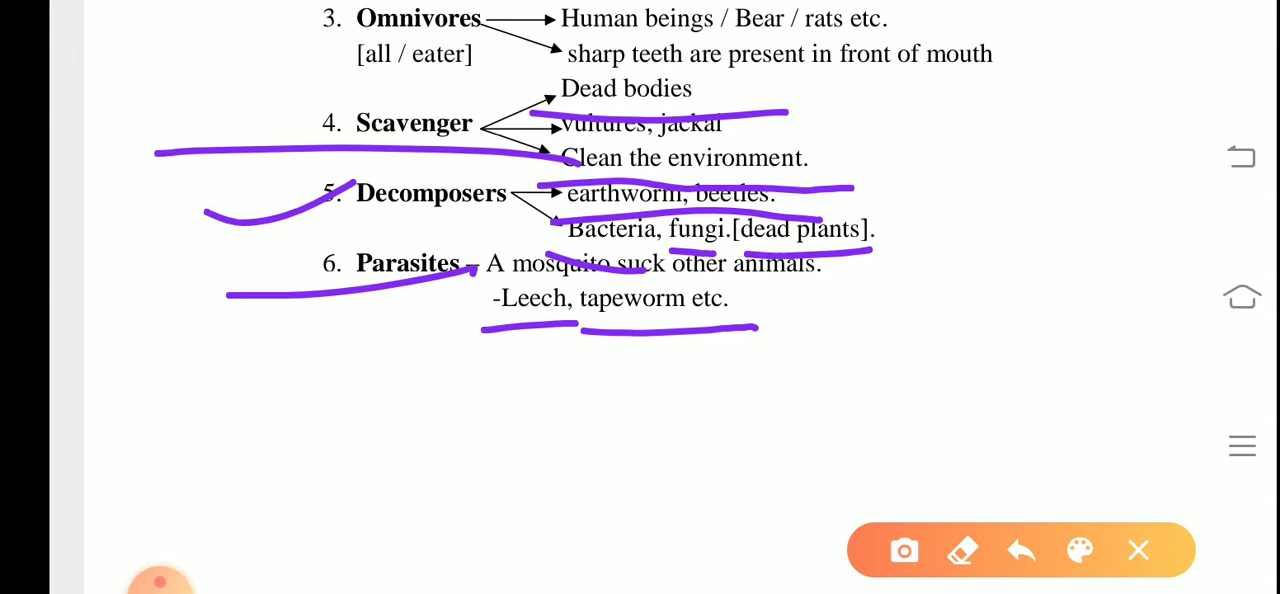 3. Omnivores Human beings / Bear / rats etc.
[all / eater] sharp teeth are present in front of mouth
Dead bodies
4. Scavenger vultures, jackal
Clean the environment.
5. Decomposers earthworm, beetles.
Bacteria, fungi.[dead plants].
6. Parasites – A mosquito suck other animals.
-Leech, tapeworm etc.